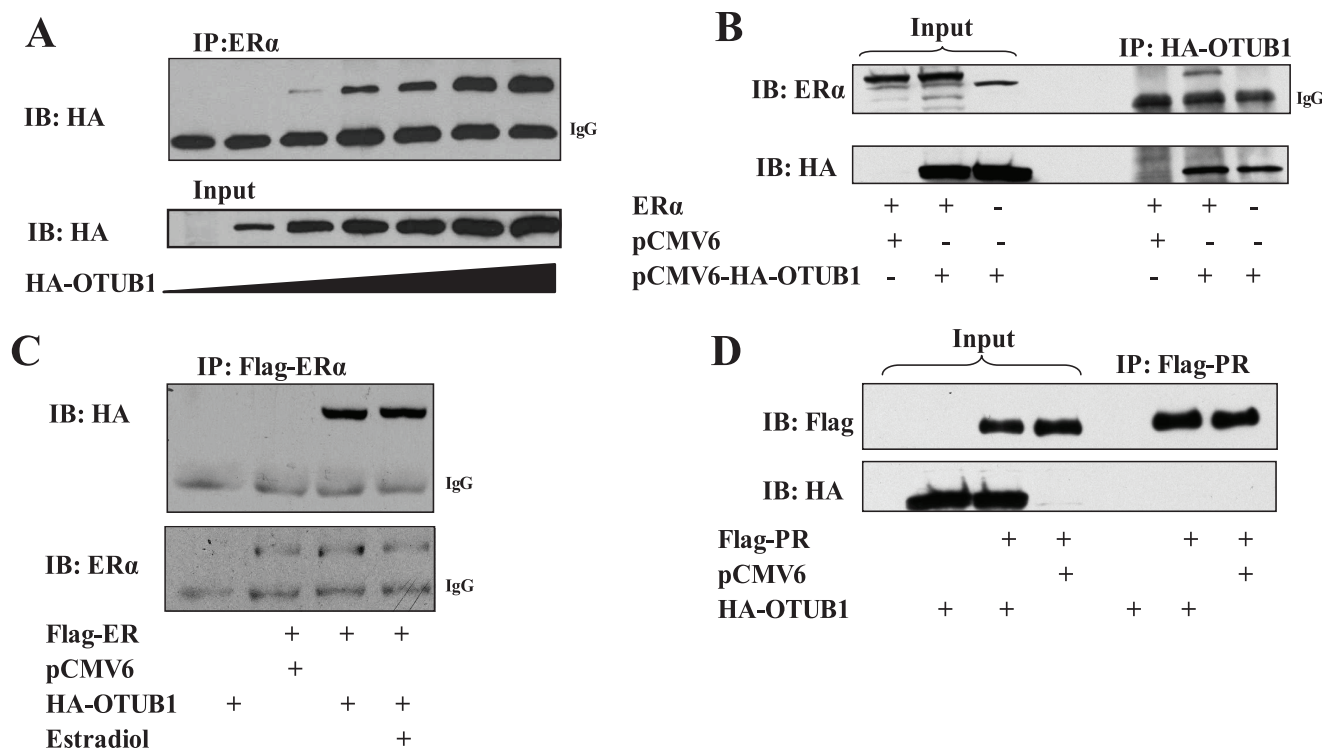 A
IP:ERα
IB: HA
IgG
Input
IB: HA
HA-OTUB1
B
Input
IP: HA-OTUB1
IB: ERα
IgG
IB: HA
ERα + + - + + -
pCMV6 + - - + - -
pCMV6-HA-OTUB1 - + + - + +
C
IP: Flag-ERα
IB: HA
IgG
IB: ERα
IgG
Flag-ER + + +
pCMV6 +
HA-OTUB1 + + +
Estradiol +
D
Input
IP: Flag-PR
IB: Flag
IB: HA
Flag-PR + + + +
pCMV6 + +
HA-OTUB1 + + + +